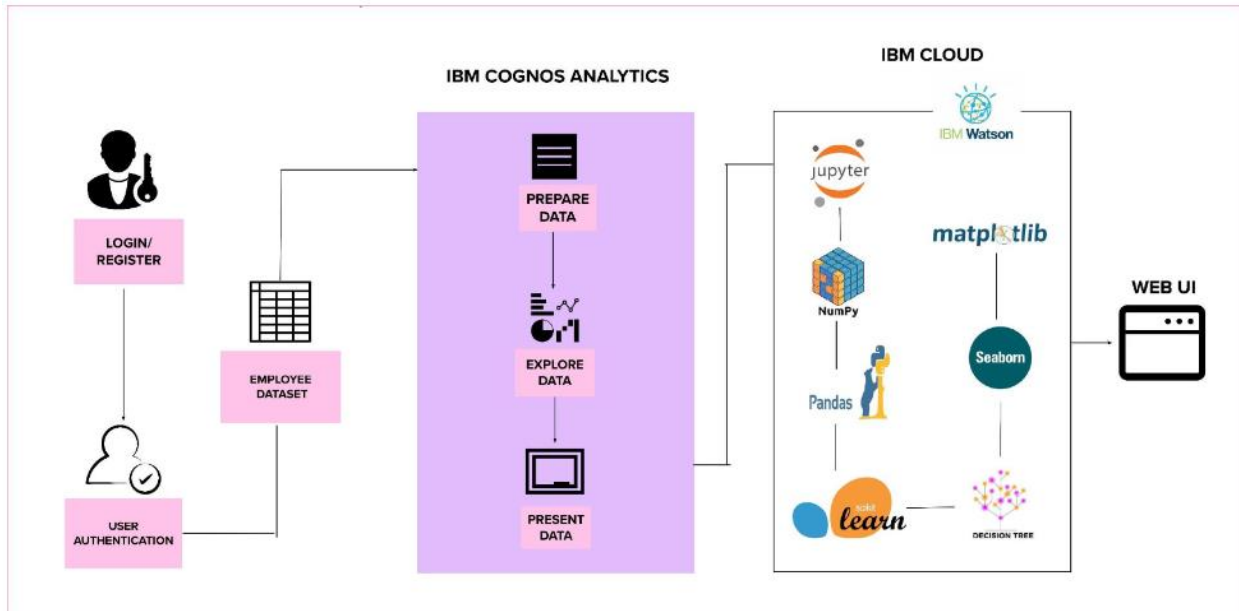 IBM COGNOS ANALYTICS
IBM CLOUD
IBM Watson
LOGIN/
REGISTER
EMPLOYEE
DATASET
USER
AUTHENTICATION
PREPARE
DATA
EXPLORE
DATA
PRESENT
DATA
jupyter
NumPy
Pandas
scikit
learn
matplotlib
Seaborn
DECISION TREE
WEB UI